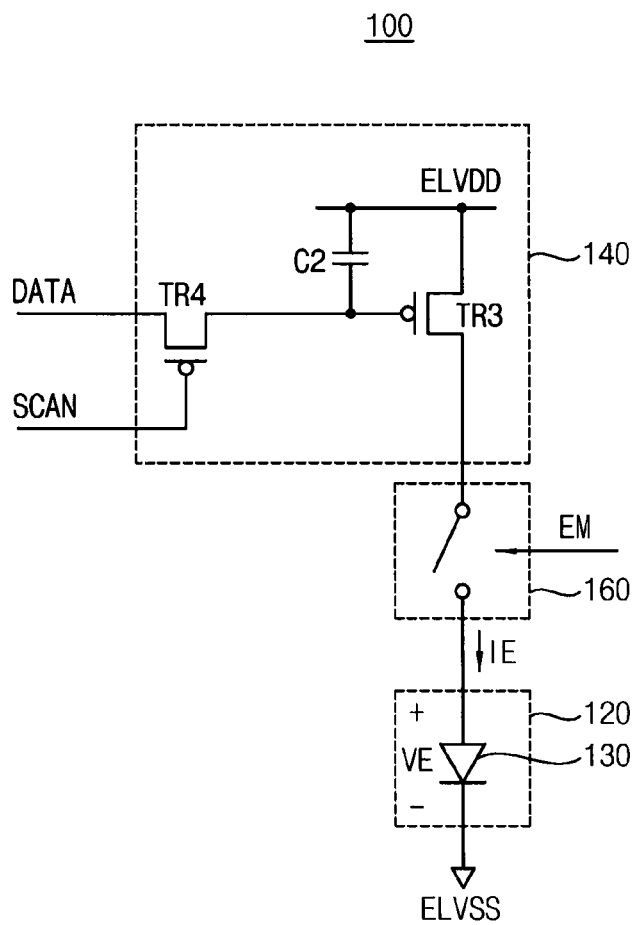 100
ELVDD
C2
140
DATA
TR4
TR3
SCAN
EM
160
IE
+
120
VE
130
-
ELVSS